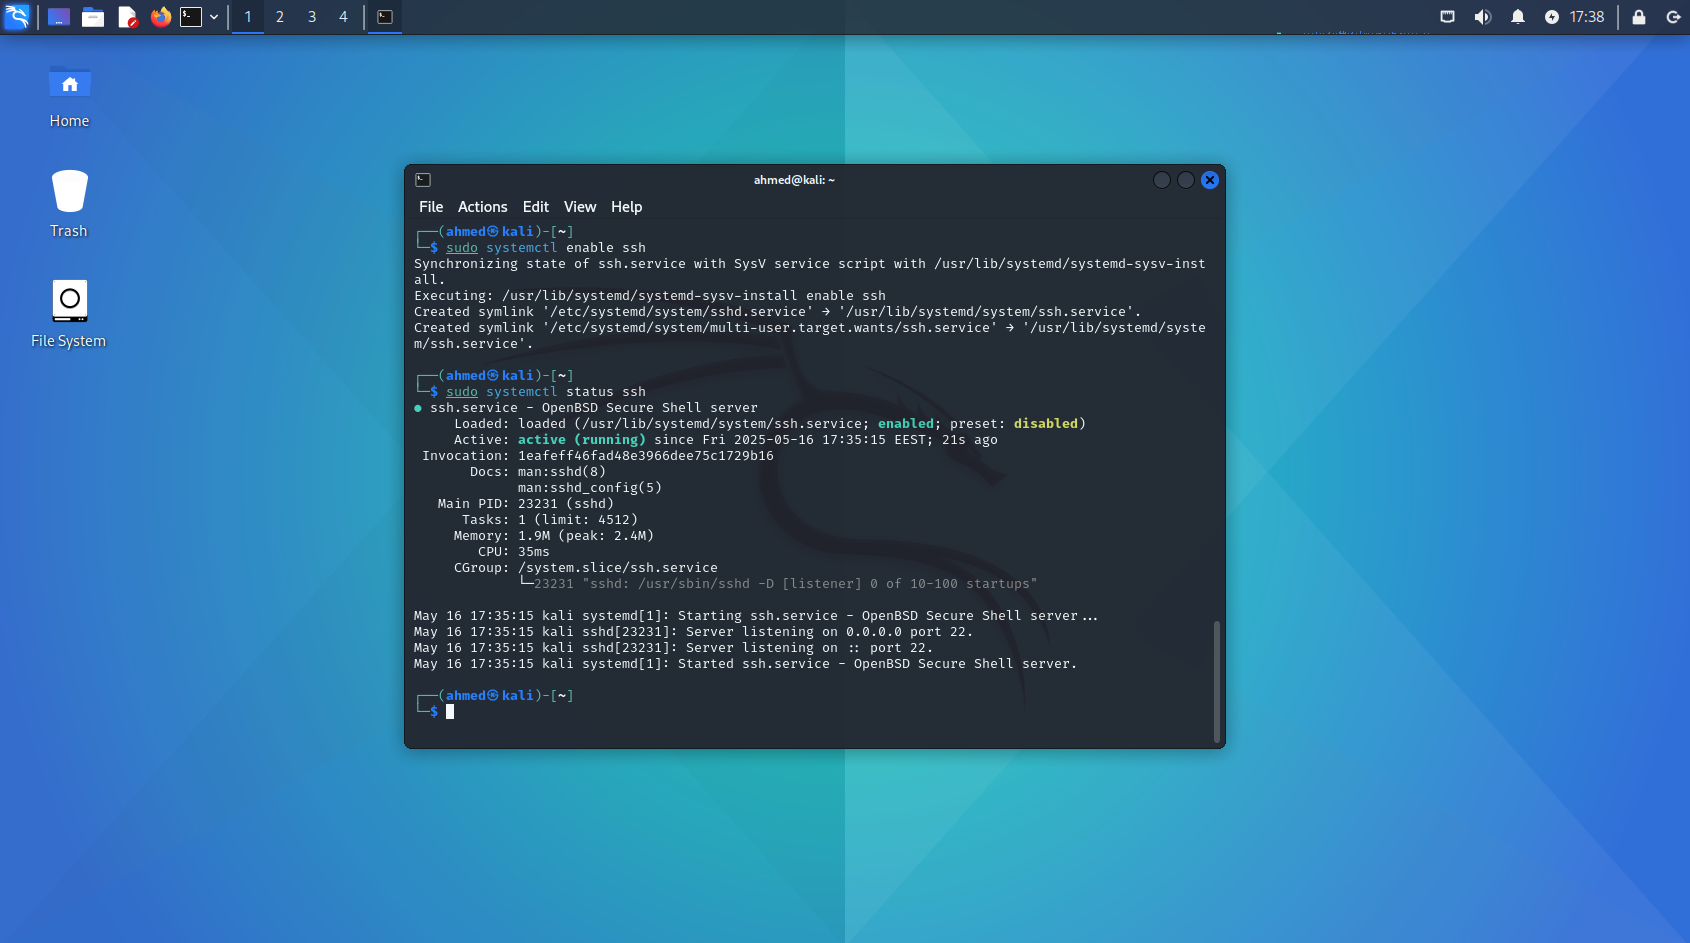 1 2 3 4
17:38
Home
Trash
File System
ahmed@kali: ~
File Actions Edit View Help
┌──(ahmed㉿kali)-[~]
└─$ sudo systemctl enable ssh
Synchronizing state of ssh.service with SysV service script with /usr/lib/systemd/systemd-sysv-inst
all.
Executing: /usr/lib/systemd/systemd-sysv-install enable ssh
Created symlink '/etc/systemd/system/sshd.service' → '/usr/lib/systemd/system/ssh.service'.
Created symlink '/etc/systemd/system/multi-user.target.wants/ssh.service' → '/usr/lib/systemd/syste
m/ssh.service'.
┌──(ahmed㉿kali)-[~]
└─$ sudo systemctl status ssh
● ssh.service - OpenBSD Secure Shell server
Loaded: loaded (/usr/lib/systemd/system/ssh.service; enabled; preset: disabled)
Active: active (running) since Fri 2025-05-16 17:35:15 EEST; 21s ago
Invocation: 1eafeff46fad48e3966dee75c1729b16
Docs: man:sshd(8)
man:sshd_config(5)
Main PID: 23231 (sshd)
Tasks: 1 (limit: 4512)
Memory: 1.9M (peak: 2.4M)
CPU: 35ms
CGroup: /system.slice/ssh.service
└─23231 "sshd: /usr/sbin/sshd -D [listener] 0 of 10-100 startups"
May 16 17:35:15 kali systemd[1]: Starting ssh.service - OpenBSD Secure Shell server...
May 16 17:35:15 kali sshd[23231]: Server listening on 0.0.0.0 port 22.
May 16 17:35:15 kali sshd[23231]: Server listening on :: port 22.
May 16 17:35:15 kali systemd[1]: Started ssh.service - OpenBSD Secure Shell server.
┌──(ahmed㉿kali)-[~]
└─$